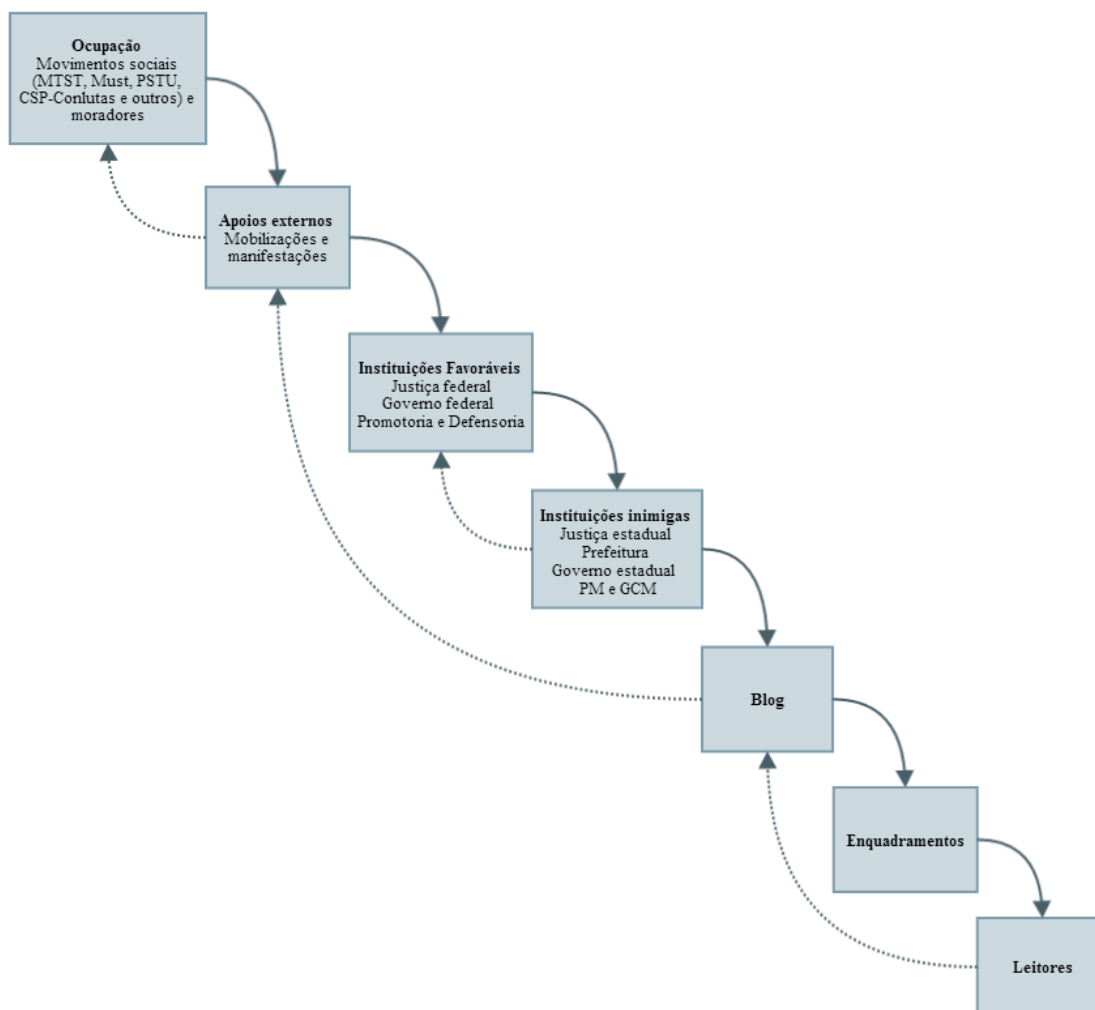 Ocupação
Movimentos sociais
(MTST, Must, PSTU,
CSP-Conlutas e outros) e
moradores
Apoios externos
Mobilizações e
manifestações
Instituições Favoráveis
Justiça federal
Governo federal
Promotoria e Defensoria
Instituições inimigas
Justiça estadual
Prefeitura
Governo estadual
PM e GCM
Blog
Enquadramentos
Leitores